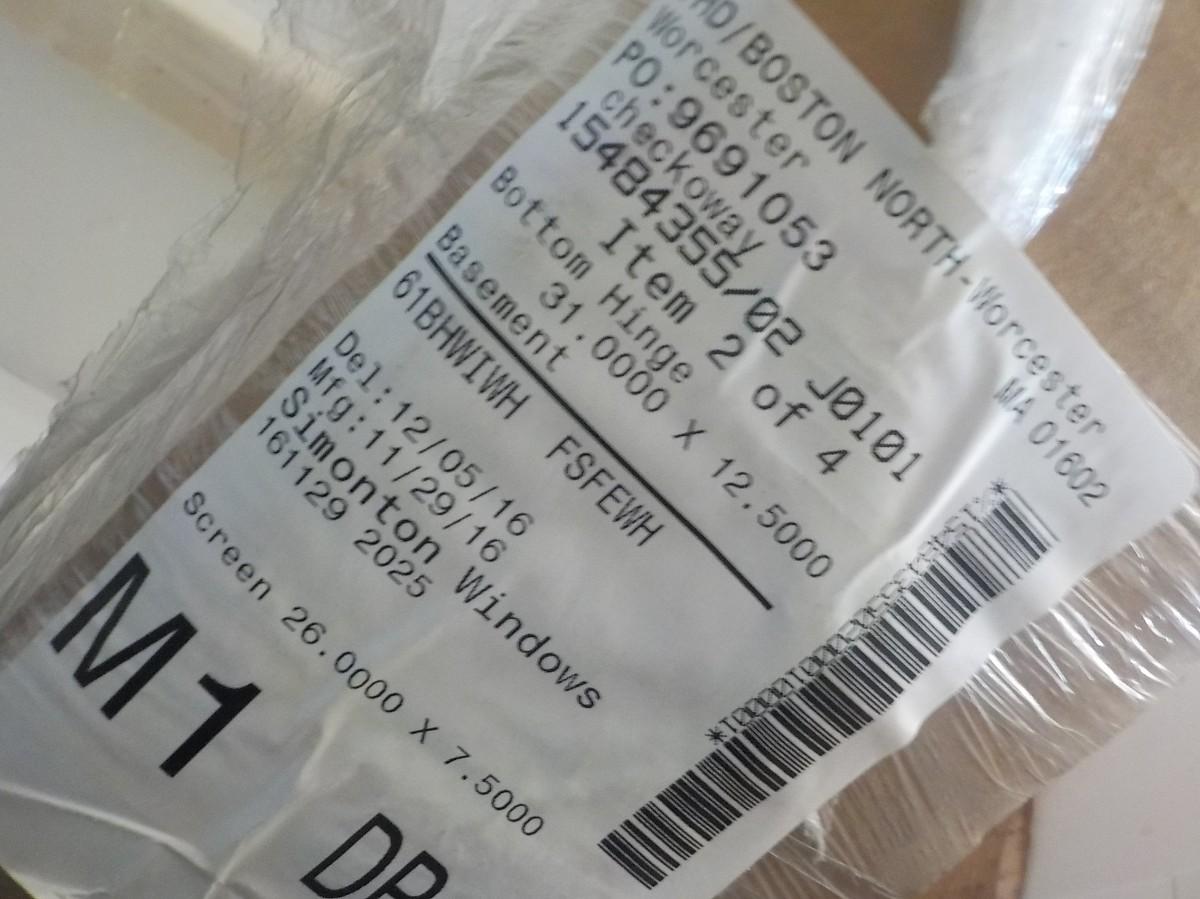 HD/BOSTON NORTH-Worcester
Worcester MA 01602
PO:9691053
checkoway
15484355/02 J0101
Item 2 of 4
Bottom Hinge
31.0000 X 12.5000
Basement
61BHWIWH FSFEWH
Del:12/05/16
Mfg:11/29/16
Simonton Windows
161129 2025
Screen 26.0000 X 7.5000
M1